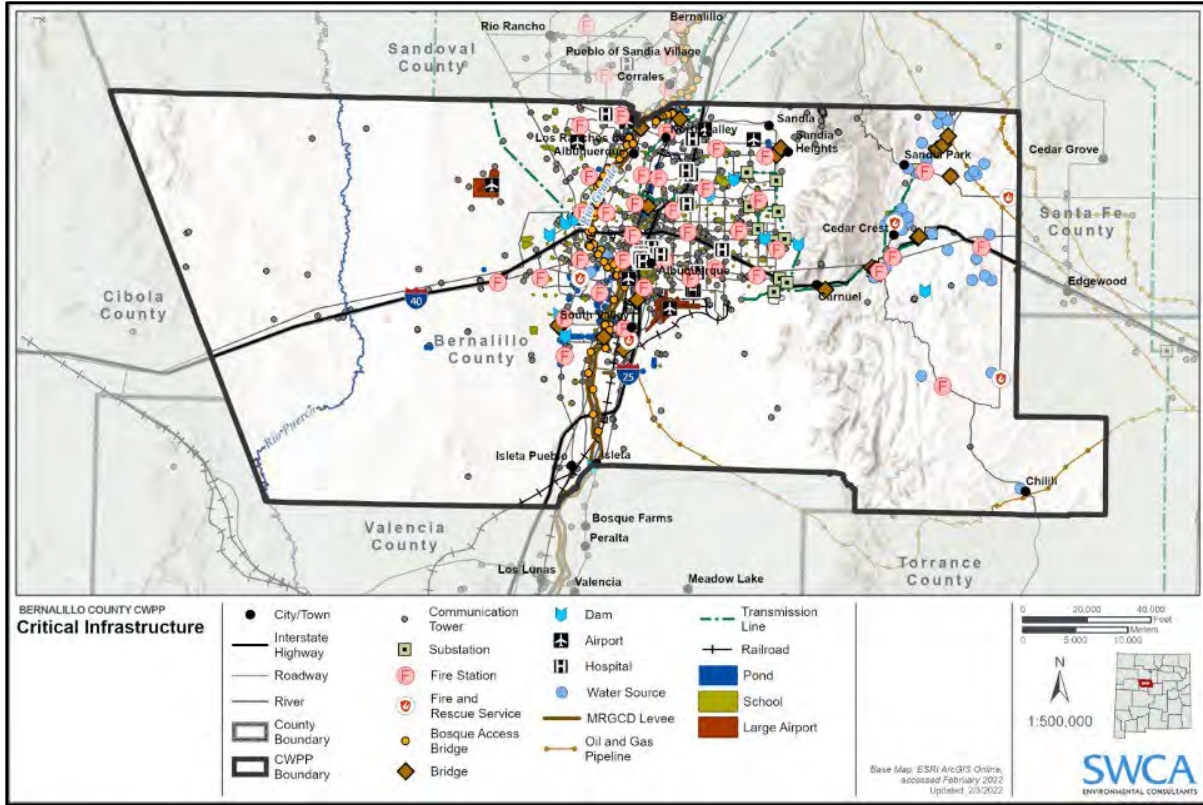 Rio Rancho
Bernalillo
Sandoval
County
Pueblo of Sandia Village
Corrales
Los Ranchos de
Albuquerque
North Valley
Sandia
Sandia
Heights
Sandia Park
Cedar Grove
Rio Grande
Santa Fe
County
Cedar Crest
Albuquerque
Carnuel
Edgewood
Cibola
County
40
South Valley
Bernalillo
County
25
Rio Puerco
Isleta Pueblo
Isleta
Chilili
Bosque Farms
Valencia
County
Peralta
Torrance
County
Los Lunas
Valencia
Meadow Lake
BERNALILLO COUNTY CWPP
Critical Infrastructure
City/Town
Interstate
Highway
Roadway
River
County
Boundary
CWPP
Boundary
Communication
Tower
Substation
F
Fire Station
Fire and
Rescue Service
Bosque Access
Bridge
Bridge
Dam
Airport
H
Hospital
Water Source
MRGCD Levee
Oil and Gas
Pipeline
Transmission
Line
Railroad
Pond
School
Large Airport
Base Map: ESRI ArcGIS Online,
accessed February 2022
Updated: 2/3/2022
0 20,000 40,000
Feet
Meters
0 5,000 10,000
N
1:500,000
SWCA
ENVIRONMENTAL CONSULTANTS